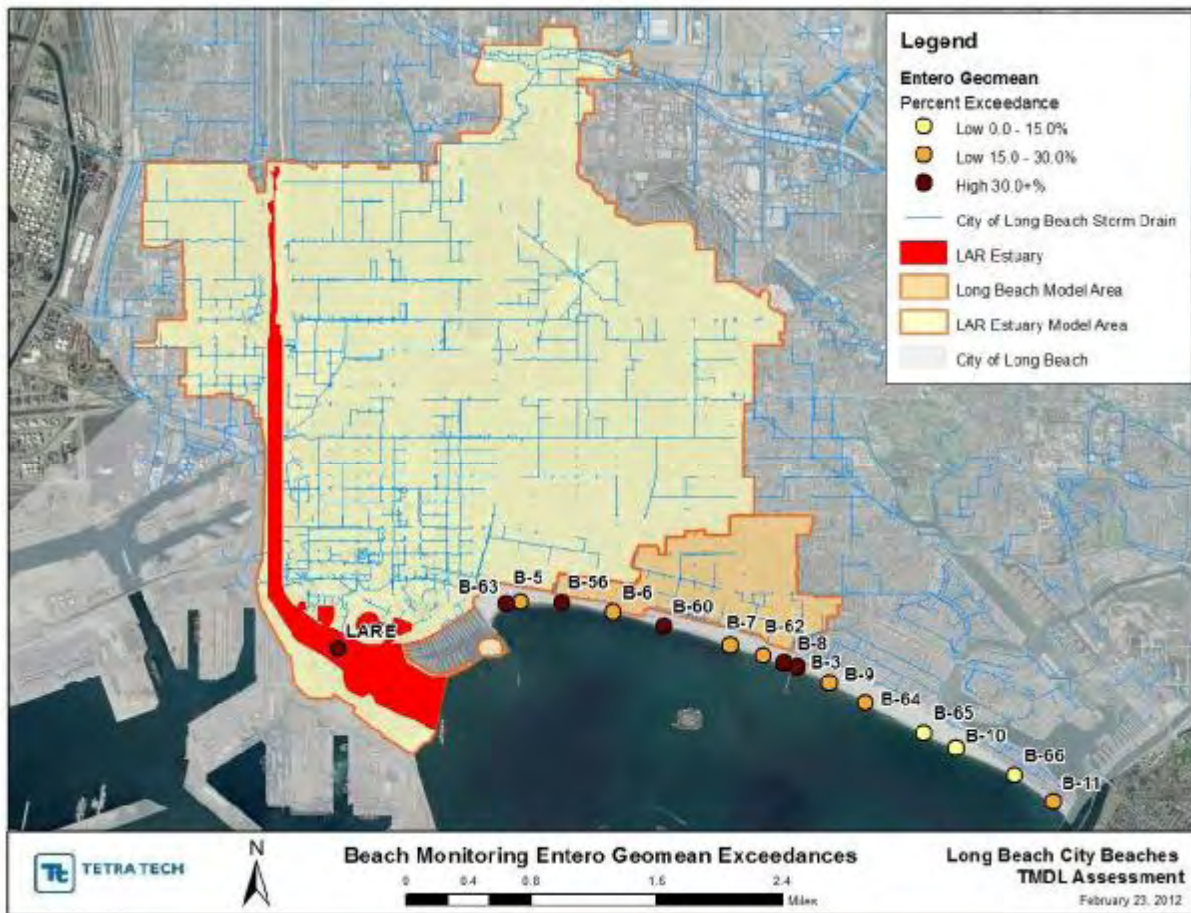 Legend
Entero Geomean
Percent Exceedance
Low 0.0 - 15.0%
Low 15.0 - 30.0%
High 30.0+%
City of Long Beach Storm Drain
LAR Estuary
Long Beach Model Area
LAR Estuary Model Area
City of Long Beach
B-63
B-5
B-56
B-6
B-60
B-7
B-62
B-8
B-3
B-9
B-64
B-65
B-10
B-66
B-11
LARE
Tt TETRA TECH
N
Beach Monitoring Entero Geomean Exceedances
0 0.4 0.8 1.6 2.4
Miles
Long Beach City Beaches
TMDL Assessment
February 23, 2012